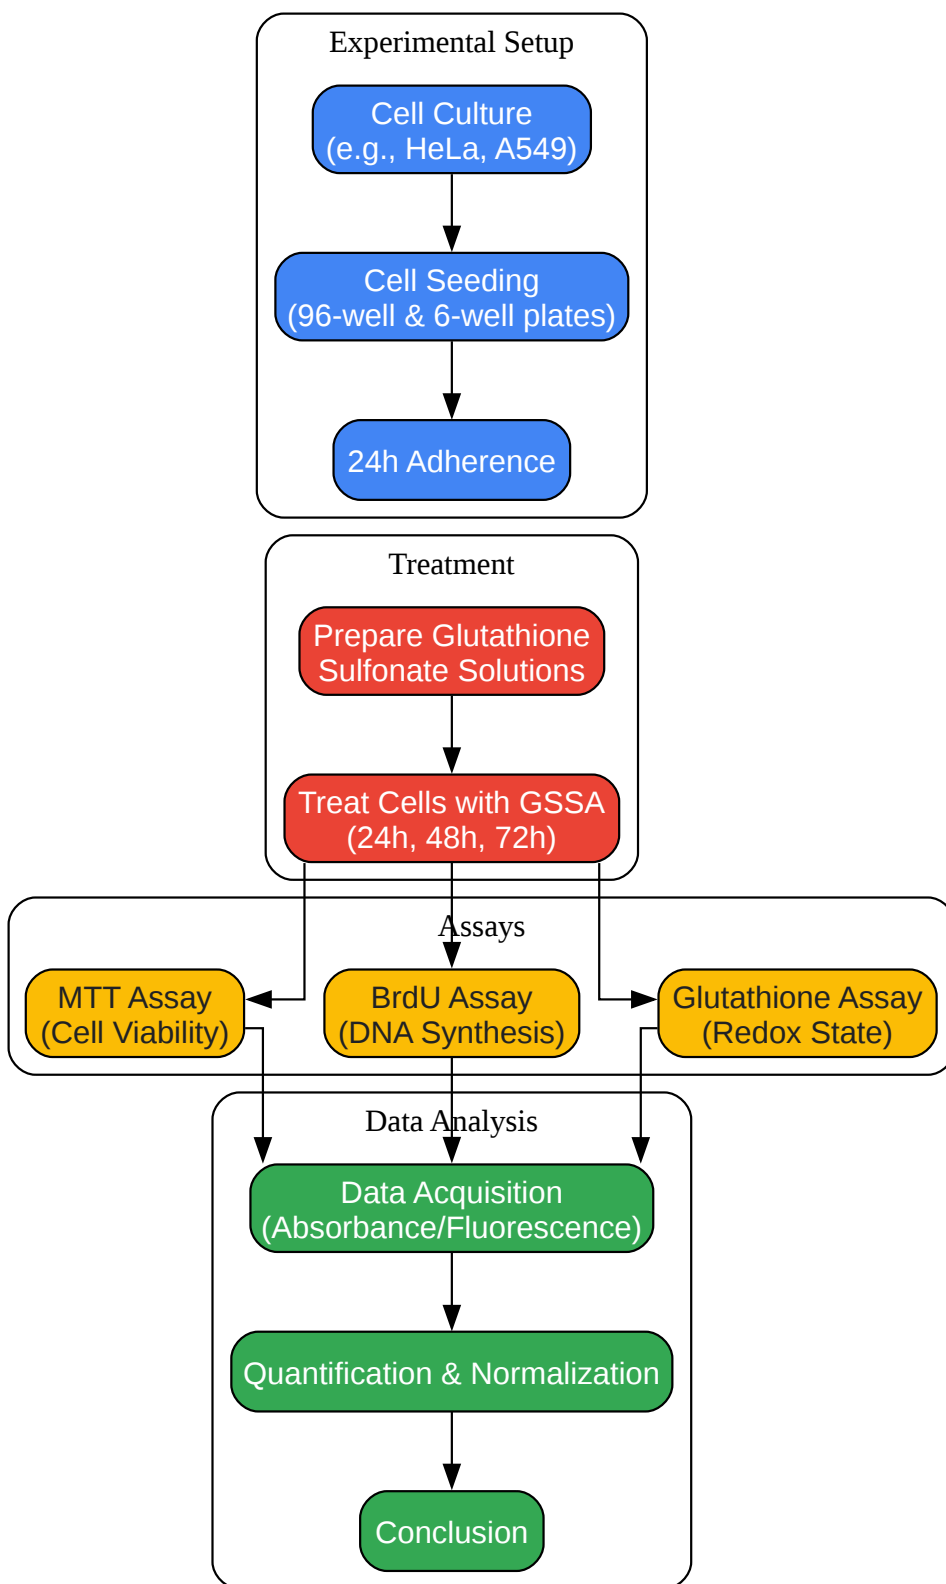 Experimental Setup
Cell Culture
(e.g., HeLa, A549)
Cell Seeding
(96-well & 6-well plates)
24h Adherence
Treatment
Prepare Glutathione
Sulfonate Solutions
Treat Cells with GSSA
(24h, 48h, 72h)
Assays
MTT Assay
(Cell Viability)
BrdU Assay
(DNA Synthesis)
Glutathione Assay
(Redox State)
Data Analysis
Data Acquisition
(Absorbance/Fluorescence)
Quantification & Normalization
Conclusion